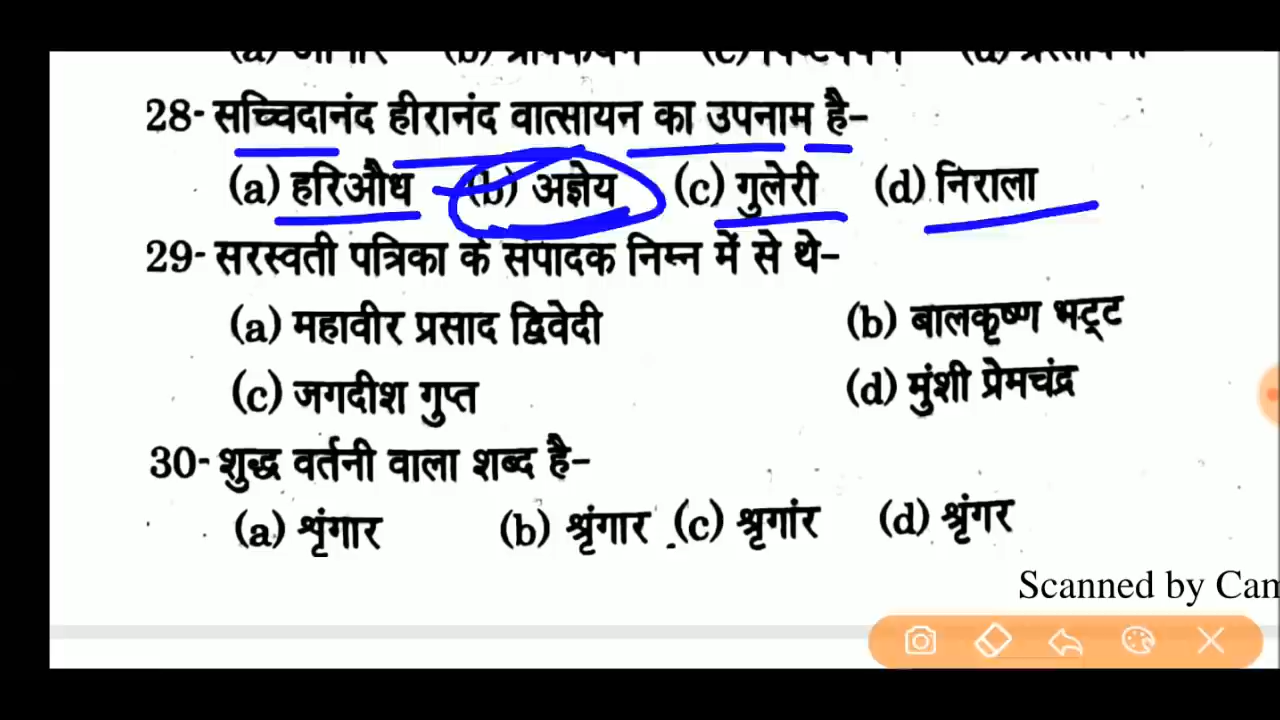 28- सच्चिदानंद हीरानंद वात्सायन का उपनाम है-
(a) हरिऔध (b) अज्ञेय (c) गुलेरी (d) निराला
29- सरस्वती पत्रिका के संपादक निम्न में से थे-
(a) महावीर प्रसाद द्विवेदी (b) बालकृष्ण भट्ट
(c) जगदीश गुप्त (d) मुंशी प्रेमचंद्र
30- शुद्ध वर्तनी वाला शब्द है-
(a) शृंगार (b) श्रृंगार (c) श्रृगांर (d) श्रृंगर
Scanned by Cam